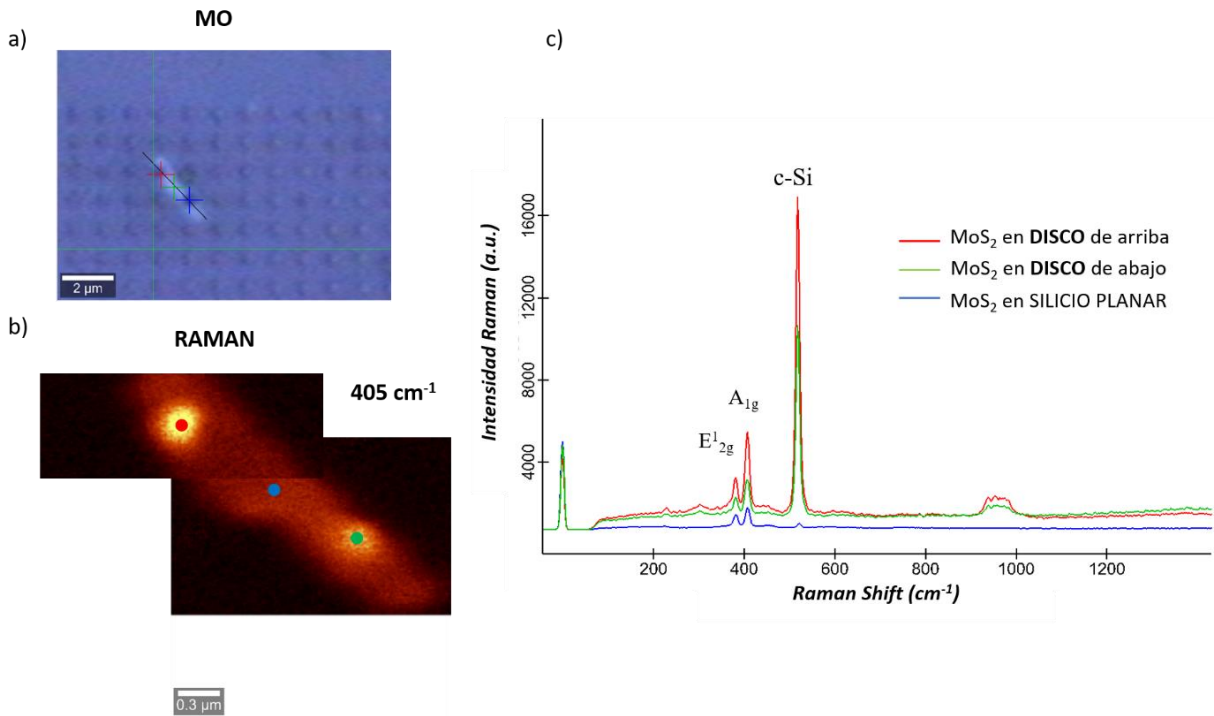 MO
a)
2 μm
b)
RAMAN
405 cm⁻¹
0.3 μm
c)
Intensidad Raman (a.u.)
16000
12000
8000
4000
c-Si
A₁g
E¹₂g
MoS₂ en DISCO de arriba
MoS₂ en DISCO de abajo
MoS₂ en SILICIO PLANAR
200 400 600 800 1000 1200
Raman Shift (cm⁻¹)